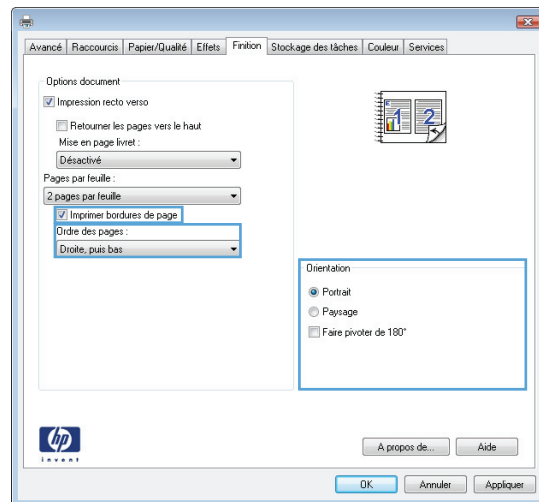 Avancé Raccourcis Papier/Qualité Effets Finition Stockage des tâches Couleur Services
Options document
Impression recto verso
Retourner les pages vers le haut
Mise en page livret :
Désactivé
Pages par feuille :
2 pages par feuille
Imprimer bordures de page
Ordre des pages :
Droite, puis bas
1 2
Orientation
Portrait
Paysage
Faire pivoter de 180°
hp
invent
A propos de... Aide
OK Annuler Appliquer